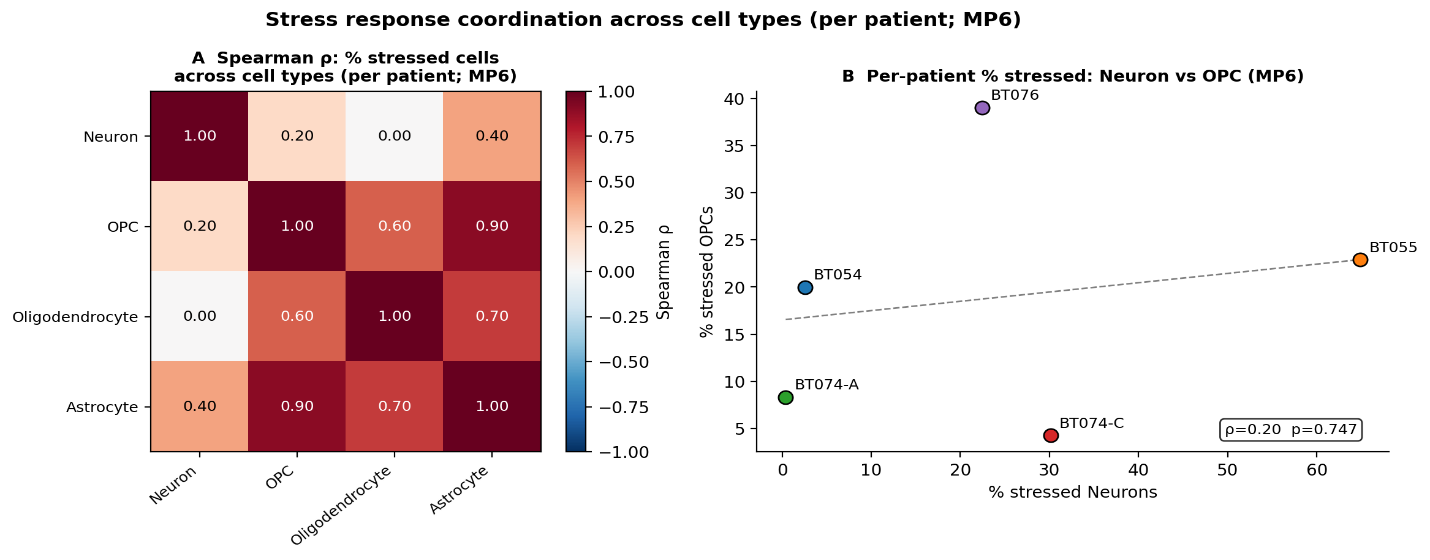 Stress response coordination across cell types (per patient; MP6)
A  Spearman ρ: % stressed cells
across cell types (per patient; MP6)
Neuron
OPC
Oligodendrocyte
Astrocyte
1.00 0.20 0.00 0.40
0.20 1.00 0.60 0.90
0.00 0.60 1.00 0.70
0.40 0.90 0.70 1.00
Neuron
OPC
Oligodendrocyte
Astrocyte
1.00
0.75
0.50
0.25
0.00
−0.25
−0.50
−0.75
−1.00
Spearman ρ
B  Per-patient % stressed: Neuron vs OPC (MP6)
% stressed OPCs
40
35
30
25
20
15
10
5
BT076
BT055
BT054
BT074-A
BT074-C
ρ=0.20  p=0.747
0 10 20 30 40 50 60
% stressed Neurons